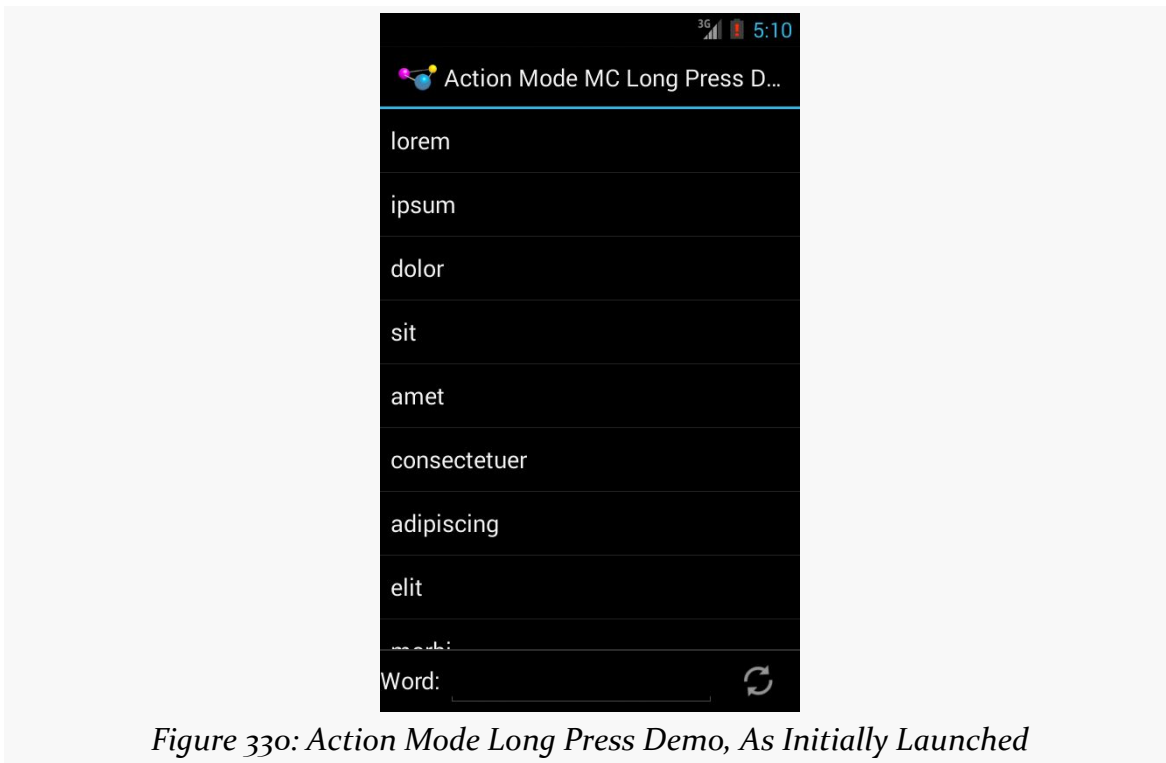 3G 5:10
Action Mode MC Long Press D...
lorem
ipsum
dolor
sit
amet
consectetuer
adipiscing
elit
morbi
Word:
Figure 330: Action Mode Long Press Demo, As Initially Launched